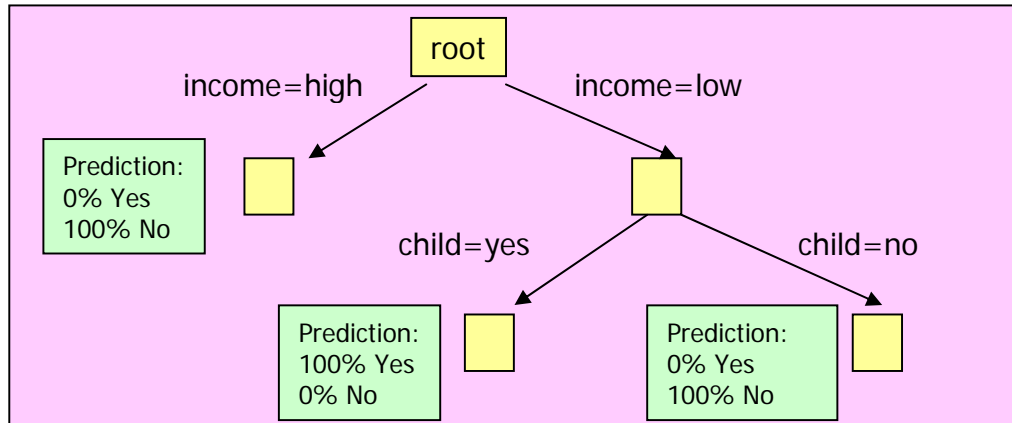 root
income=high
income=low
Prediction:
0% Yes
100% No
child=yes
child=no
Prediction:
100% Yes
0% No
Prediction:
0% Yes
100% No